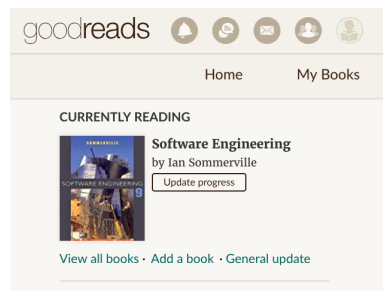 goodreads
Home My Books
CURRENTLY READING
SOMMERVILLE
SOFTWARE ENGINEERING
9
Software Engineering
by Ian Sommerville
Update progress
View all books · Add a book · General update